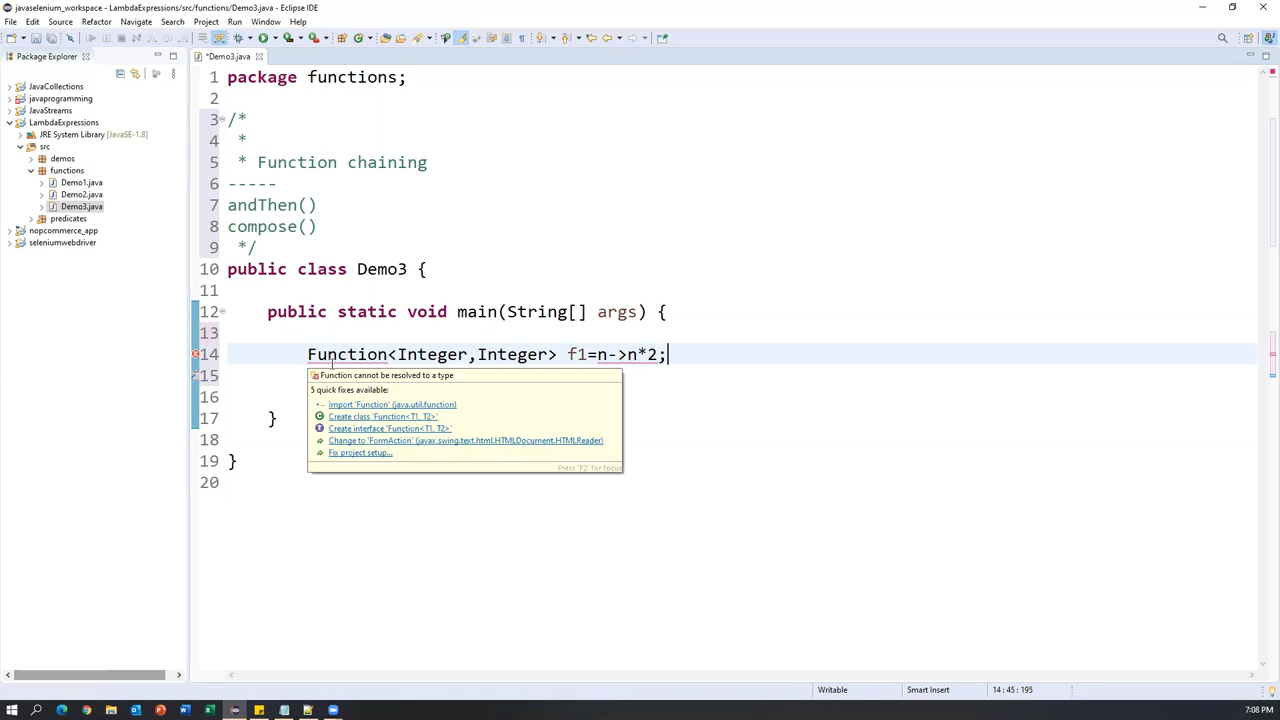 javaselenium_workspace - LambdaExpressions/src/functions/Demo3.java - Eclipse IDE
File Edit Source Refactor Navigate Search Project Run Window Help
Package Explorer
*Demo3.java
JavaCollections
javaprogramming
JavaStreams
LambdaExpressions
JRE System Library [JavaSE-1.8]
src
demos
functions
Demo1.java
Demo2.java
Demo3.java
predicates
nopcommerce_app
seleniumwebdriver
1 package functions;
2
3 /*
4 *
5 * Function chaining
6 -----
7 andThen()
8 compose()
9 */
10 public class Demo3 {
11
12 public static void main(String[] args) {
13
14 Function<Integer,Integer> f1=n->n*2;
15
16
17 }
18
19 }
20
Function cannot be resolved to a type
5 quick fixes available:
Import 'Function' (java.util.function)
Create class 'Function<T1, T2>'
Create interface 'Function<T1, T2>'
Change to 'FormAction' (javax.swing.text.html.HTMLDocument.HTMLReader)
Fix project setup...
Press 'F2' for focus
Writable Smart Insert 14 : 45 : 195
7:08 PM